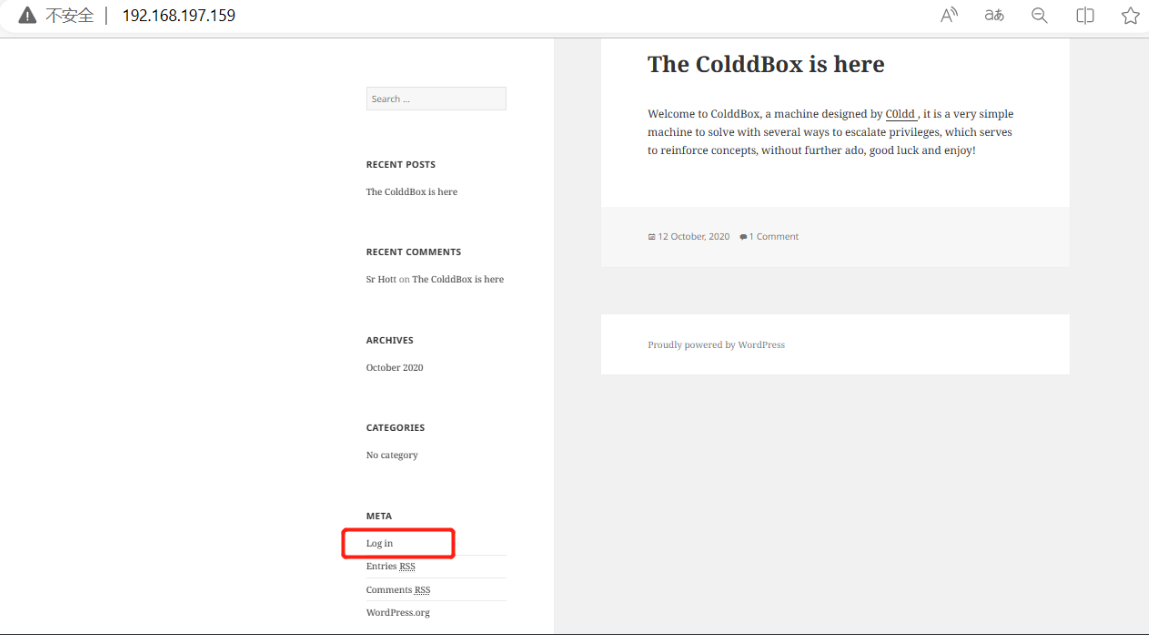 不安全 192.168.197.159
Search ...
RECENT POSTS
The ColddBox is here
RECENT COMMENTS
Sr Hott on The ColddBox is here
ARCHIVES
October 2020
CATEGORIES
No category
META
Log in
Entries RSS
Comments RSS
WordPress.org
The ColddBox is here
Welcome to ColddBox, a machine designed by C0ldd , it is a very simple
machine to solve with several ways to escalate privileges, which serves
to reinforce concepts, without further ado, good luck and enjoy!
12 October, 2020 1 Comment
Proudly powered by WordPress